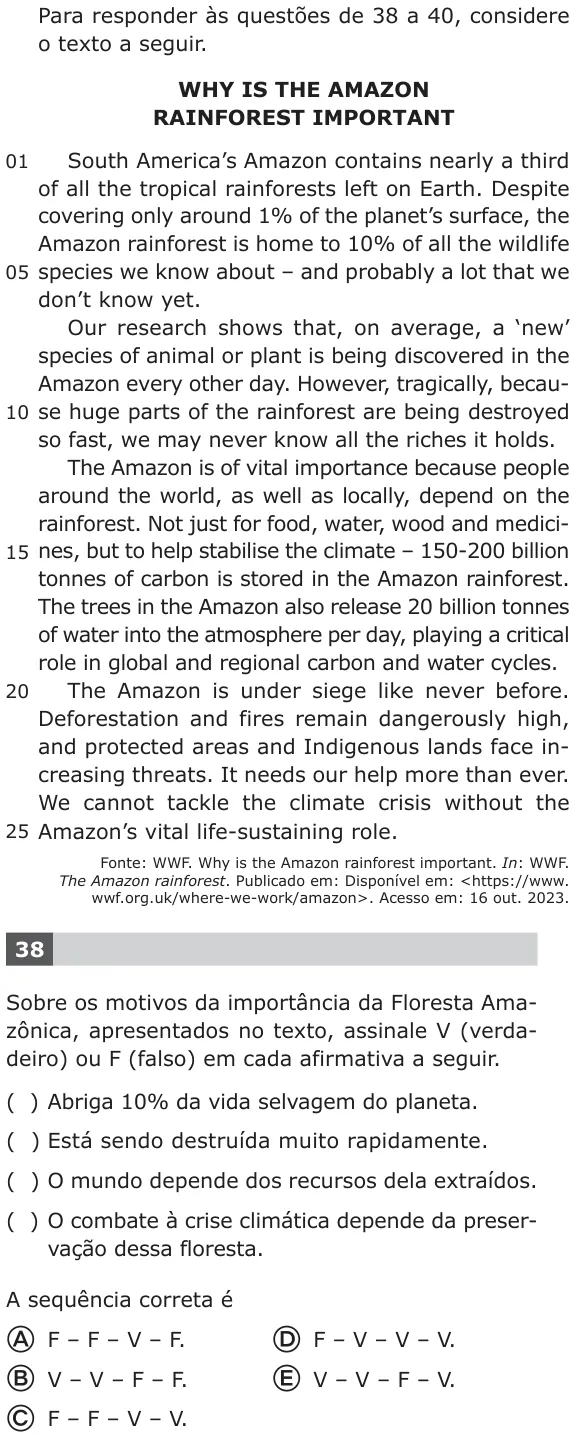 Para responder às questões de 38 a 40, considere
o texto a seguir.
WHY IS THE AMAZON
RAINFOREST IMPORTANT
01 South America’s Amazon contains nearly a third
of all the tropical rainforests left on Earth. Despite
covering only around 1% of the planet’s surface, the
Amazon rainforest is home to 10% of all the wildlife
05 species we know about – and probably a lot that we
don’t know yet.
Our research shows that, on average, a ‘new’
species of animal or plant is being discovered in the
Amazon every other day. However, tragically, becau-
10 se huge parts of the rainforest are being destroyed
so fast, we may never know all the riches it holds.
The Amazon is of vital importance because people
around the world, as well as locally, depend on the
rainforest. Not just for food, water, wood and medici-
15 nes, but to help stabilise the climate – 150-200 billion
tonnes of carbon is stored in the Amazon rainforest.
The trees in the Amazon also release 20 billion tonnes
of water into the atmosphere per day, playing a critical
role in global and regional carbon and water cycles.
20 The Amazon is under siege like never before.
Deforestation and fires remain dangerously high,
and protected areas and Indigenous lands face in-
creasing threats. It needs our help more than ever.
We cannot tackle the climate crisis without the
25 Amazon’s vital life-sustaining role.
Fonte: WWF. Why is the Amazon rainforest important. In: WWF.
The Amazon rainforest. Publicado em: Disponível em: <https://www.
wwf.org.uk/where-we-work/amazon>. Acesso em: 16 out. 2023.
38
Sobre os motivos da importância da Floresta Ama-
zônica, apresentados no texto, assinale V (verda-
deiro) ou F (falso) em cada afirmativa a seguir.
( ) Abriga 10% da vida selvagem do planeta.
( ) Está sendo destruída muito rapidamente.
( ) O mundo depende dos recursos dela extraídos.
( ) O combate à crise climática depende da preser-
vação dessa floresta.
A sequência correta é
A F – F – V – F.
B V – V – F – F.
C F – F – V – V.
D F – V – V – V.
E V – V – F – V.